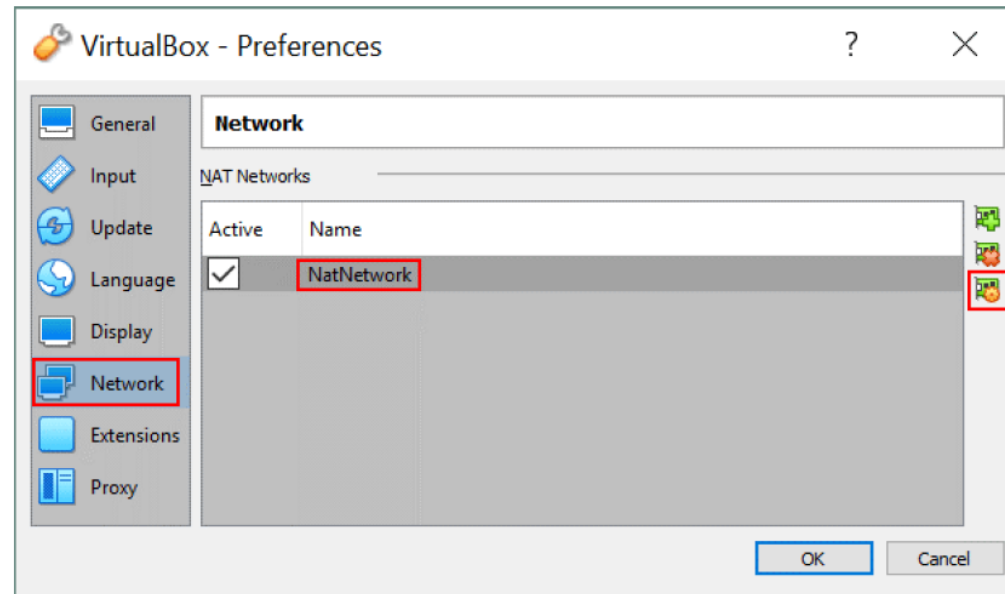 VirtualBox - Preferences ?
General
Input
Update
Language
Display
Network
Extensions
Proxy
Network
NAT Networks
Active Name
NatNetwork
OK Cancel